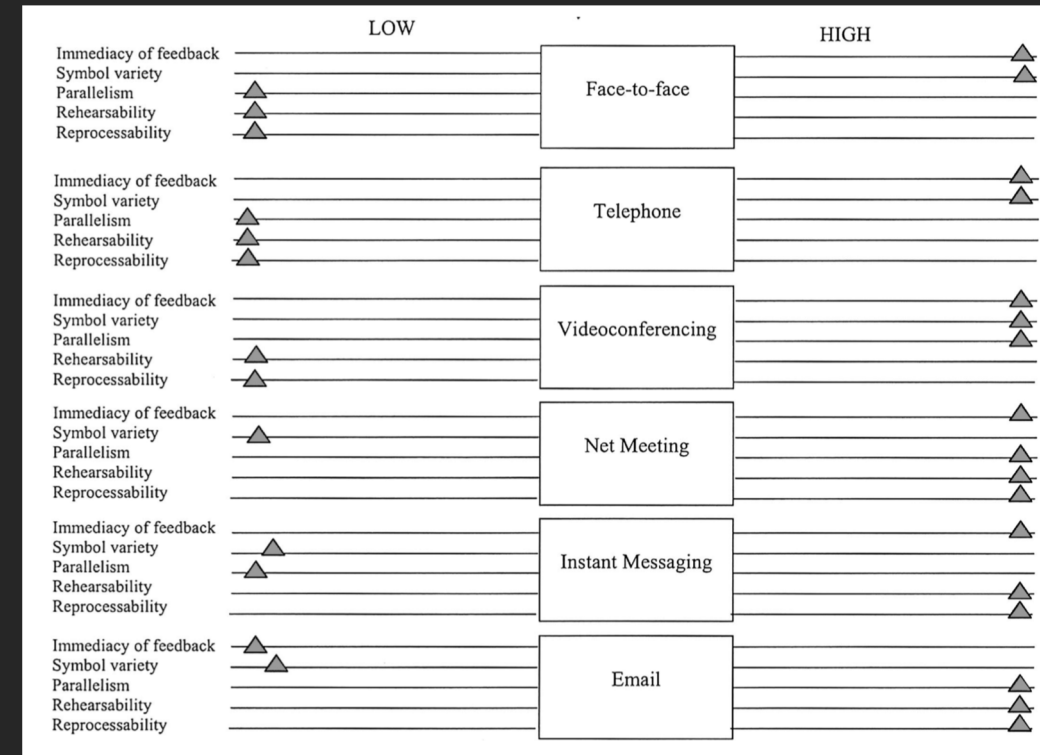 LOW
HIGH
Immediacy of feedback
Symbol variety
Parallelism
Rehearsability
Reprocessability
Face-to-face
Immediacy of feedback
Symbol variety
Parallelism
Rehearsability
Reprocessability
Telephone
Immediacy of feedback
Symbol variety
Parallelism
Rehearsability
Reprocessability
Videoconferencing
Immediacy of feedback
Symbol variety
Parallelism
Rehearsability
Reprocessability
Net Meeting
Immediacy of feedback
Symbol variety
Parallelism
Rehearsability
Reprocessability
Instant Messaging
Immediacy of feedback
Symbol variety
Parallelism
Rehearsability
Reprocessability
Email